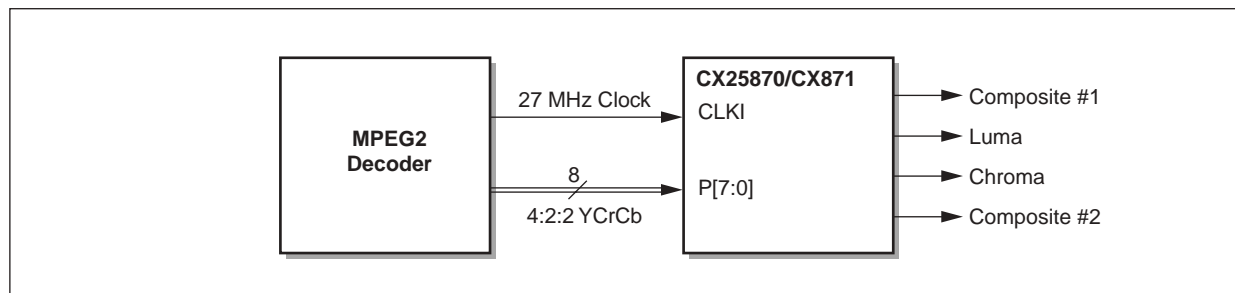 MPEG2
Decoder
27 MHz Clock
8
4:2:2 YCrCb
CX25870/CX871
CLKI
P[7:0]
Composite #1
Luma
Chroma
Composite #2